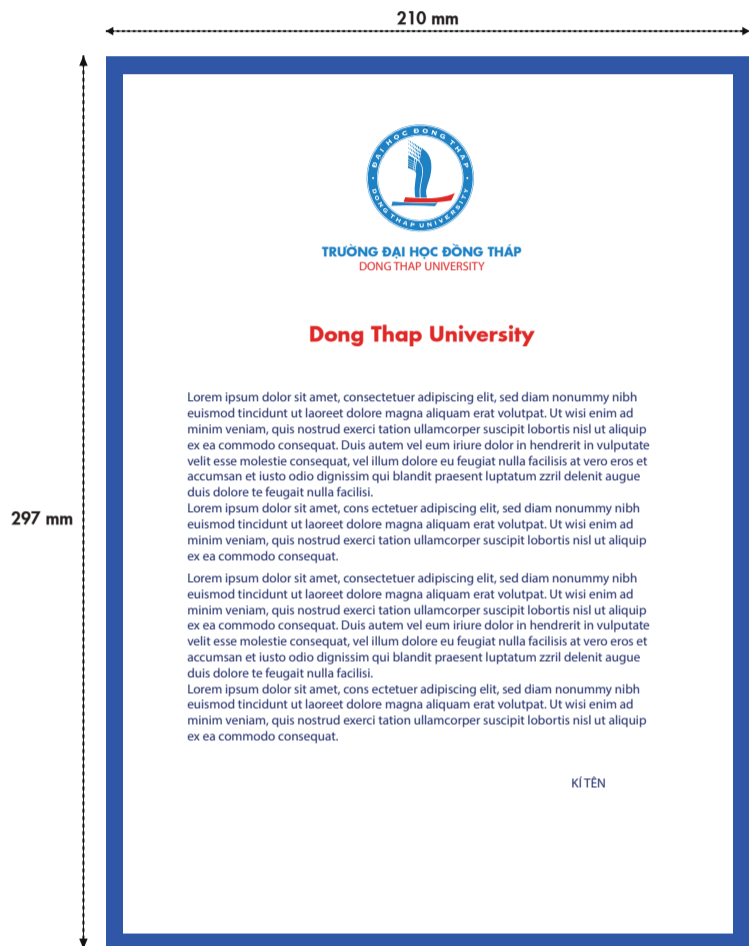 210 mm
ĐẠI HỌC ĐỒNG THÁP
DONG THAP UNIVERSITY
TRƯỜNG ĐẠI HỌC ĐỒNG THÁP
DONG THAP UNIVERSITY
Dong Thap University
Lorem ipsum dolor sit amet, consectetuer adipiscing elit, sed diam nonummy nibh
euismod tincidunt ut laoreet dolore magna aliquam erat volutpat. Ut wisi enim ad
minim veniam, quis nostrud exerci tation ullamcorper suscipit lobortis nisl ut aliquip
ex ea commodo consequat. Duis autem vel eum iriure dolor in hendrerit in vulputate
velit esse molestie consequat, vel illum dolore eu feugiat nulla facilisis at vero eros et
accumsan et iusto odio dignissim qui blandit praesent luptatum zzril delenit augue
duis dolore te feugait nulla facilisi.
Lorem ipsum dolor sit amet, cons ectetuer adipiscing elit, sed diam nonummy nibh
euismod tincidunt ut laoreet dolore magna aliquam erat volutpat. Ut wisi enim ad
minim veniam, quis nostrud exerci tation ullamcorper suscipit lobortis nisl ut aliquip
ex ea commodo consequat.
297 mm
Lorem ipsum dolor sit amet, consectetuer adipiscing elit, sed diam nonummy nibh
euismod tincidunt ut laoreet dolore magna aliquam erat volutpat. Ut wisi enim ad
minim veniam, quis nostrud exerci tation ullamcorper suscipit lobortis nisl ut aliquip
ex ea commodo consequat. Duis autem vel eum iriure dolor in hendrerit in vulputate
velit esse molestie consequat, vel illum dolore eu feugiat nulla facilisis at vero eros et
accumsan et iusto odio dignissim qui blandit praesent luptatum zzril delenit augue
duis dolore te feugait nulla facilisi.
Lorem ipsum dolor sit amet, cons ectetuer adipiscing elit, sed diam nonummy nibh
euismod tincidunt ut laoreet dolore magna aliquam erat volutpat. Ut wisi enim ad
minim veniam, quis nostrud exerci tation ullamcorper suscipit lobortis nisl ut aliquip
ex ea commodo consequat.
KÍ TÊN